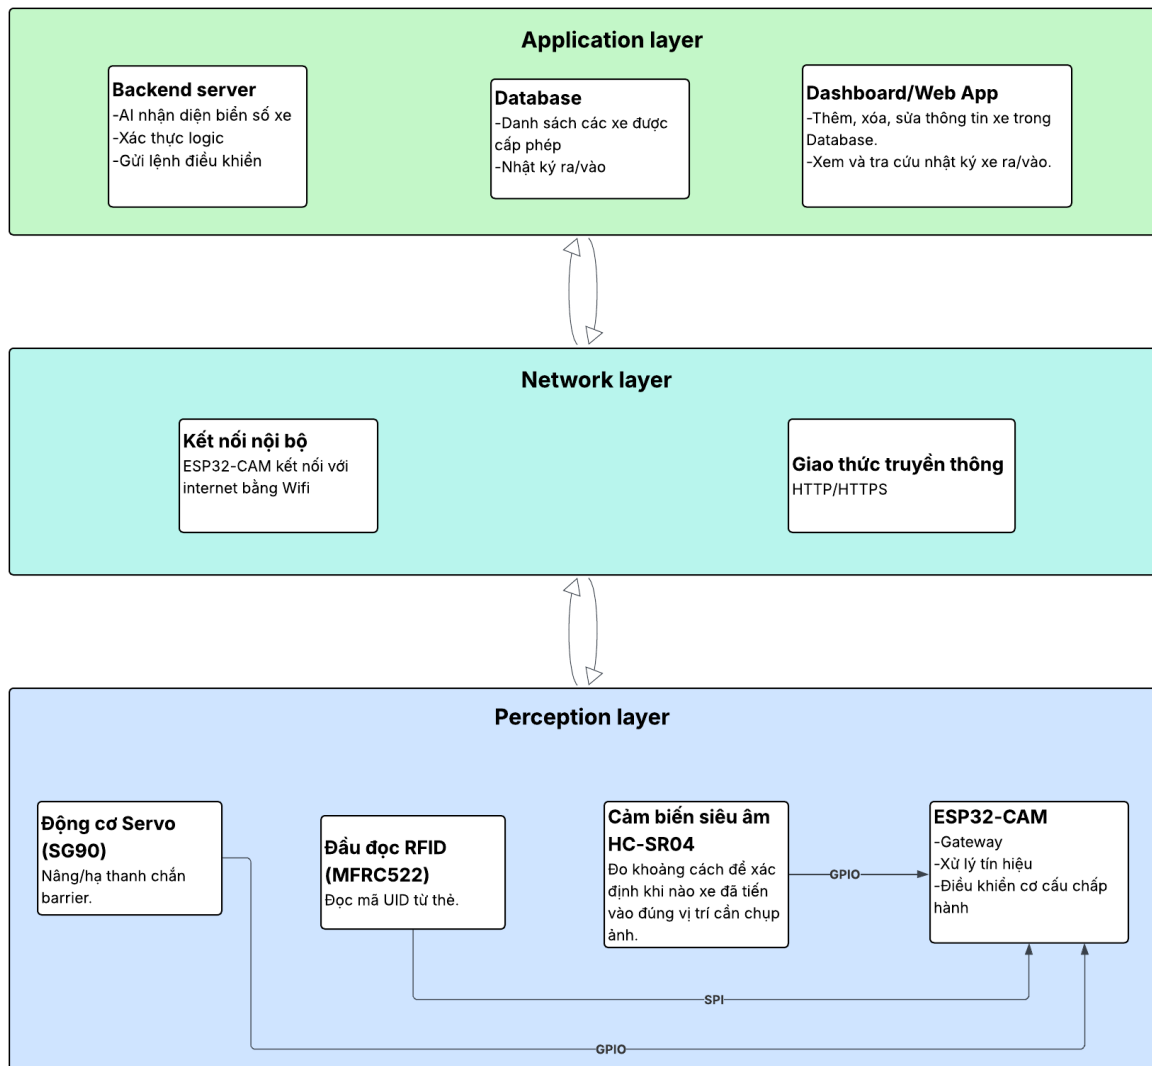 Application layer
Backend server
-AI nhận diện biển số xe
-Xác thực logic
-Gửi lệnh điều khiển
Database
-Danh sách các xe được
cấp phép
-Nhật ký ra/vào
Dashboard/Web App
-Thêm, xóa, sửa thông tin xe trong
Database.
-Xem và tra cứu nhật ký xe ra/vào.
Network layer
Kết nối nội bộ
ESP32-CAM kết nối với
internet bằng Wifi
Giao thức truyền thông
HTTP/HTTPS
Perception layer
Động cơ Servo
(SG90)
Nâng/hạ thanh chắn
barrier.
Đầu đọc RFID
(MFRC522)
Đọc mã UID từ thẻ.
Cảm biến siêu âm
HC-SR04
Đo khoảng cách để xác
định khi nào xe đã tiến
vào đúng vị trí cần chụp
ảnh.
GPIO
ESP32-CAM
-Gateway
-Xử lý tín hiệu
-Điều khiển cơ cấu chấp
hành
SPI
GPIO